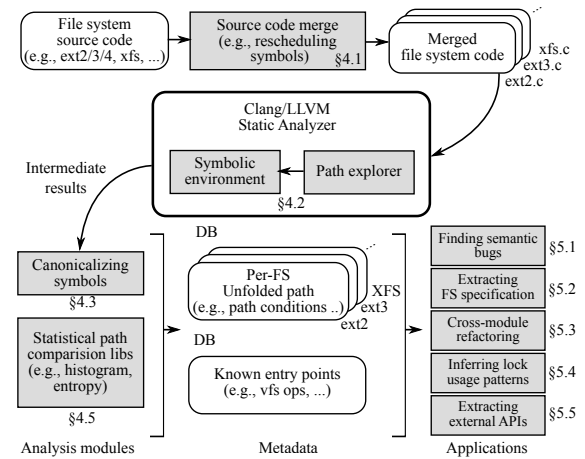 File system
source code
(e.g., ext2/3/4, xfs, ...)
Source code merge
(e.g., rescheduling
symbols)
§4.1
Merged
file system code
xfs.c
ext3.c
ext2.c
Clang/LLVM
Static Analyzer
Symbolic
environment
Path explorer
§4.2
Intermediate
results
Canonicalizing
symbols
§4.3
Statistical path
comparision libs
(e.g., histogram,
entropy)
§4.5
Analysis modules
DB
Per-FS
Unfolded path
(e.g., path conditions ..)
XFS
ext3
ext2
DB
Known entry points
(e.g., vfs ops, ...)
Metadata
Finding semantic
bugs
§5.1
Extracting
FS specification
§5.2
Cross-module
refactoring
§5.3
Inferring lock
usage patterns
§5.4
Extracting
external APIs
§5.5
Applications